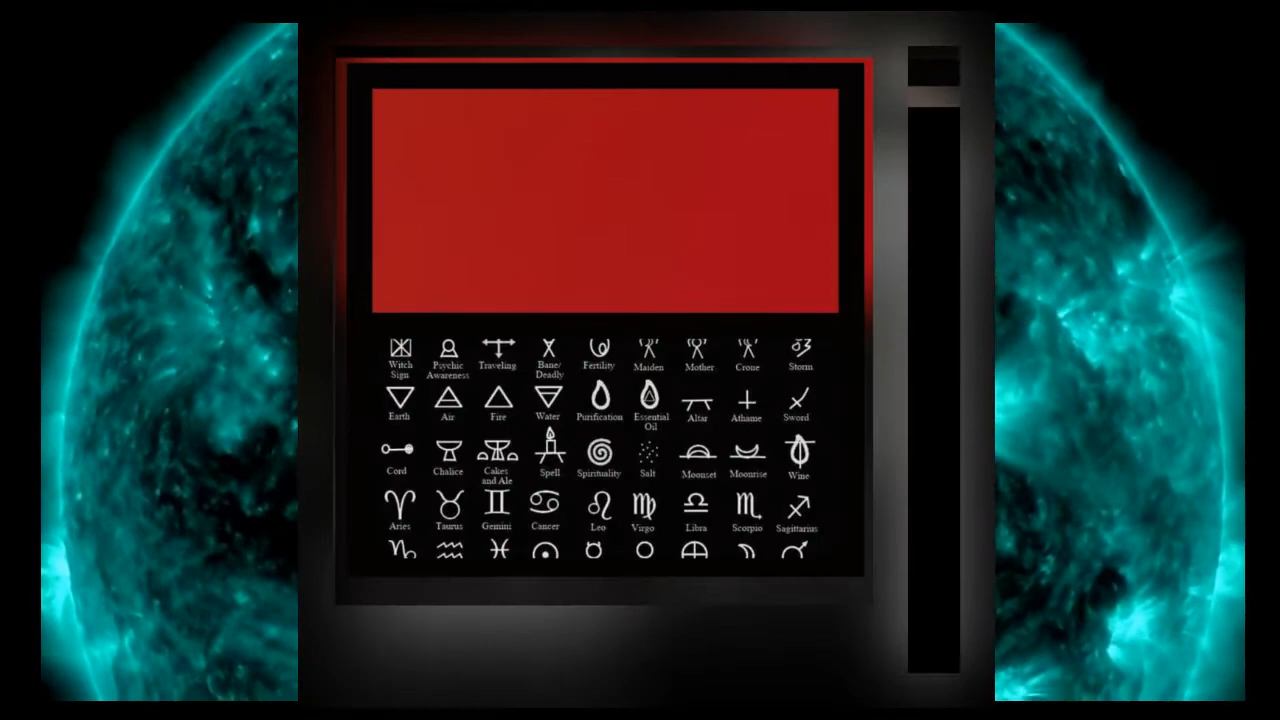 Witch Sign Psychic Awareness Traveling Bane/ Deadly Fertility Maiden Mother Crone Storm
Earth Air Fire Water Purification Essential Oil Altar Athame Sword
Cord Chalice Cakes and Ale Spell Spirituality Salt Moonset Moonrise Wine
Aries Taurus Gemini Cancer Leo Virgo Libra Scorpio Sagittarius